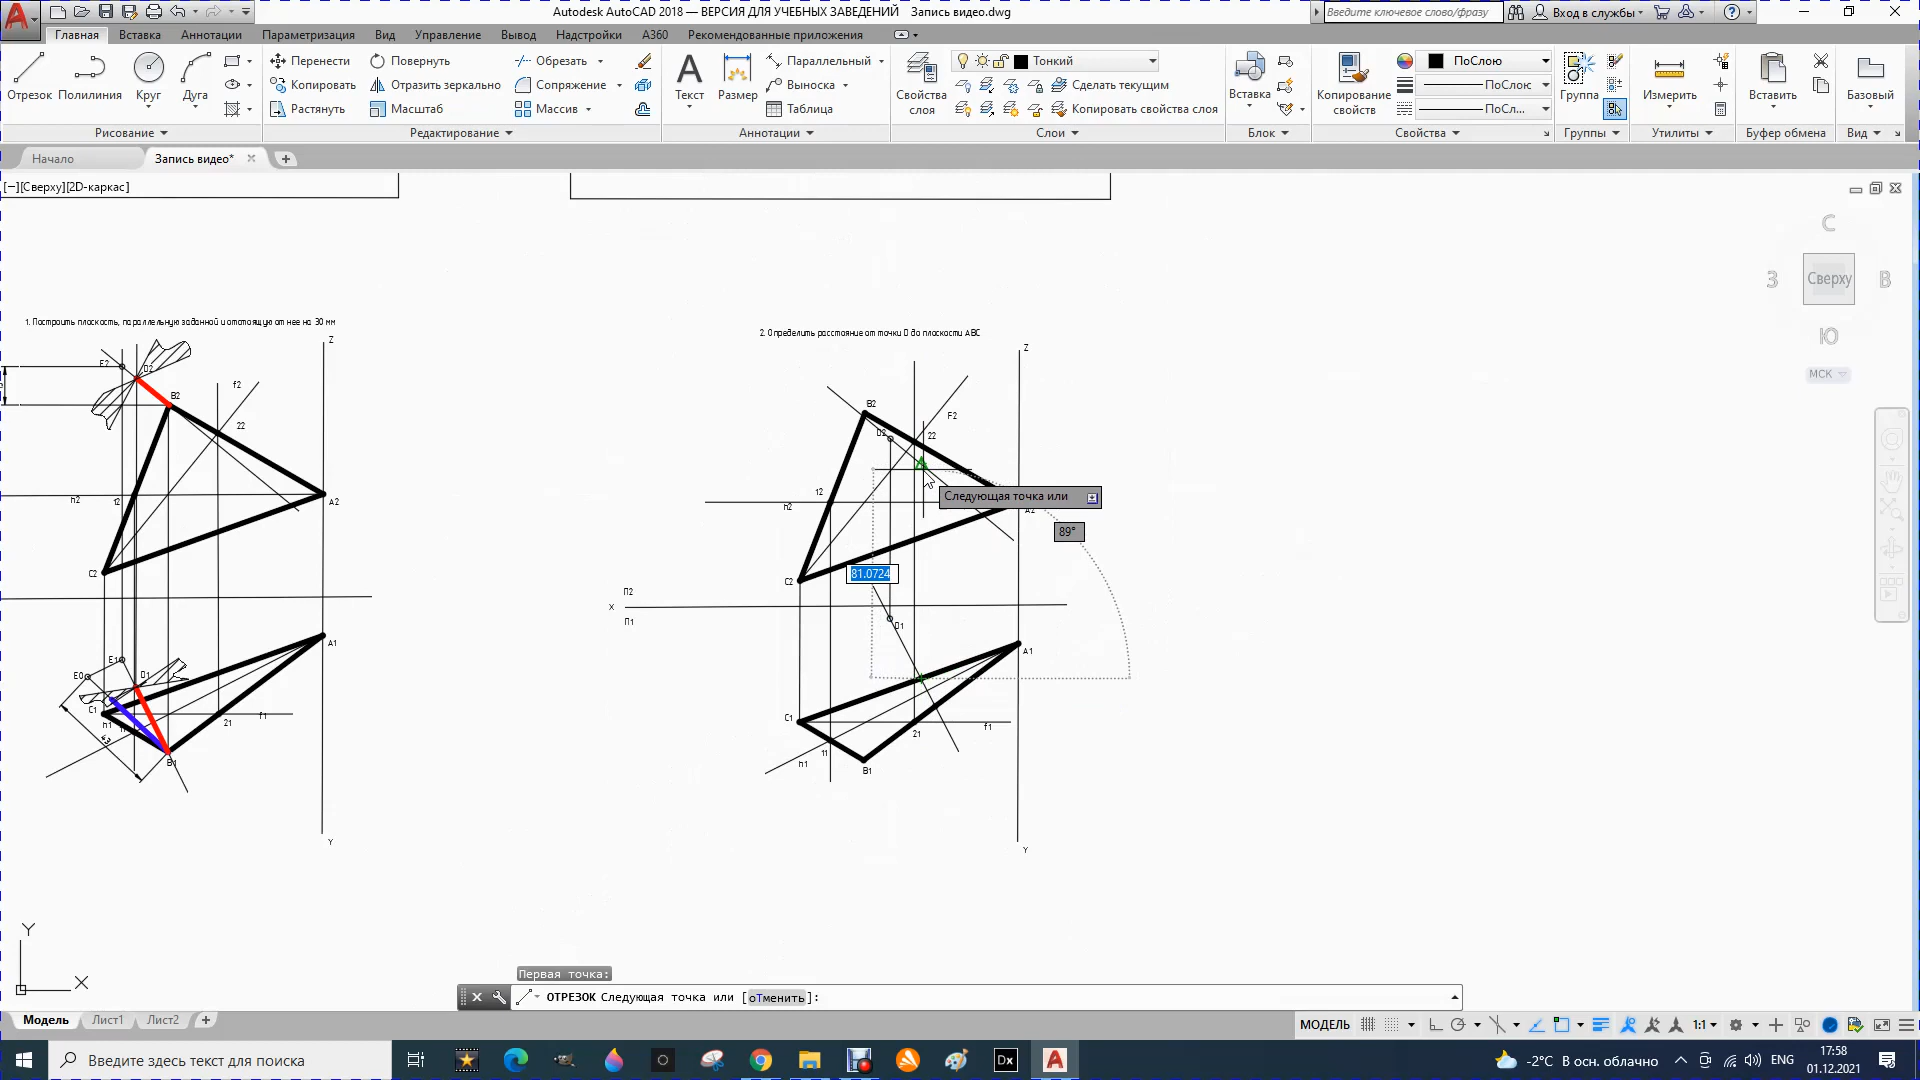 Autodesk AutoCAD 2018 — ВЕРСИЯ ДЛЯ УЧЕБНЫХ ЗАВЕДЕНИЙ Запись видео.dwg
Введите ключевое слово/фразу
Вход в службы
Главная Вставка Аннотации Параметризация Вид Управление Вывод Надстройки A360 Рекомендованные приложения
Отрезок
Полилиния
Круг
Дуга
Рисование
Перенести
Копировать
Растянуть
Повернуть
Отразить зеркально
Масштаб
Обрезать
Сопряжение
Массив
Редактирование
Текст
Размер
Параллельный
Выноска
Таблица
Аннотации
Свойства
слоя
Тонкий
Сделать текущим
Копировать свойства слоя
Слои
Вставка
Блок
Копирование
свойств
ПоСлою
ПоСлою
ПоСл...
Свойства
Группа
Группы
Измерить
Утилиты
Вставить
Буфер обмена
Базовый
Вид
Начало
Запись видео*
[−][Сверху][2D-каркас]
С
З
Сверху
В
Ю
МСК
1. Построить плоскость, параллельную заданной и отстоящую от нее на 30 мм
Z
E2
D2
B2
f2
22
h2
12
A2
C2
A1
E1
E0
D1
C1
h1
f1
21
43
B1
Y
2. Определить расстояние от точки D до плоскости ABC
Z
B2
F2
D2
22
12
h2
A2
C2
Следующая точка или
89°
81.0724
П2
X
П1
D1
A1
C1
f1
21
11
h1
B1
Y
Y
X
Первая точка:
ОТРЕЗОК Следующая точка или [оТменить]:
Модель Лист1 Лист2
МОДЕЛЬ
1:1
Введите здесь текст для поиска
Dx
-2°C В осн. облачно
ENG
17:58
01.12.2021